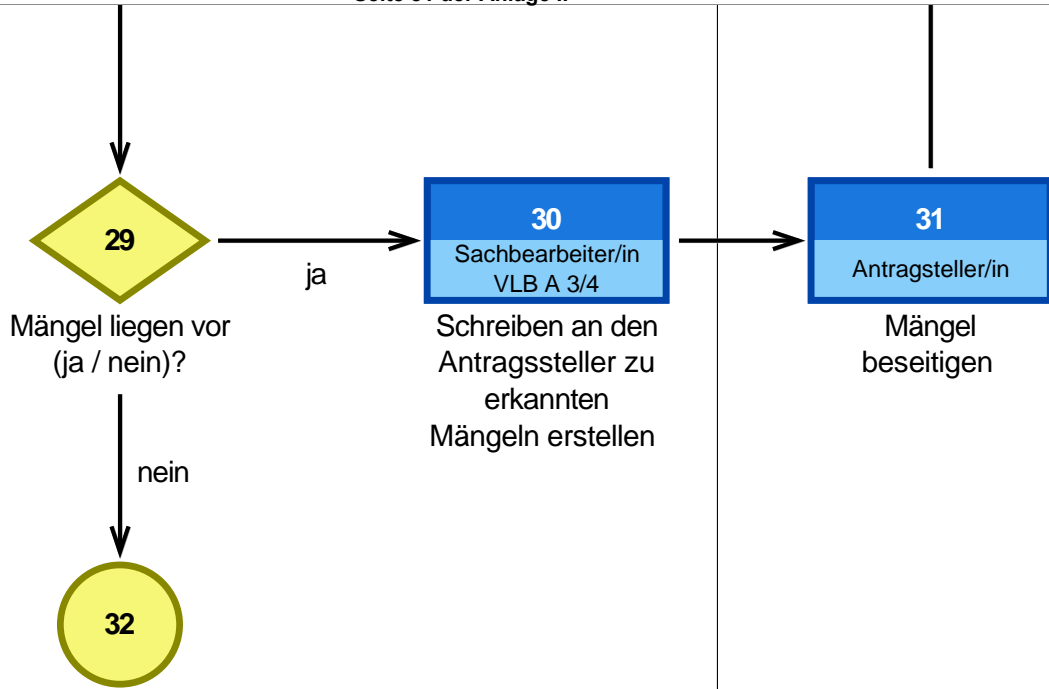 29
ja
Mängel liegen vor
(ja / nein)?
30
Sachbearbeiter/in
VLB A 3/4
Schreiben an den
Antragssteller zu
erkannten
Mängeln erstellen
31
Antragsteller/in
Mängel
beseitigen
nein
32